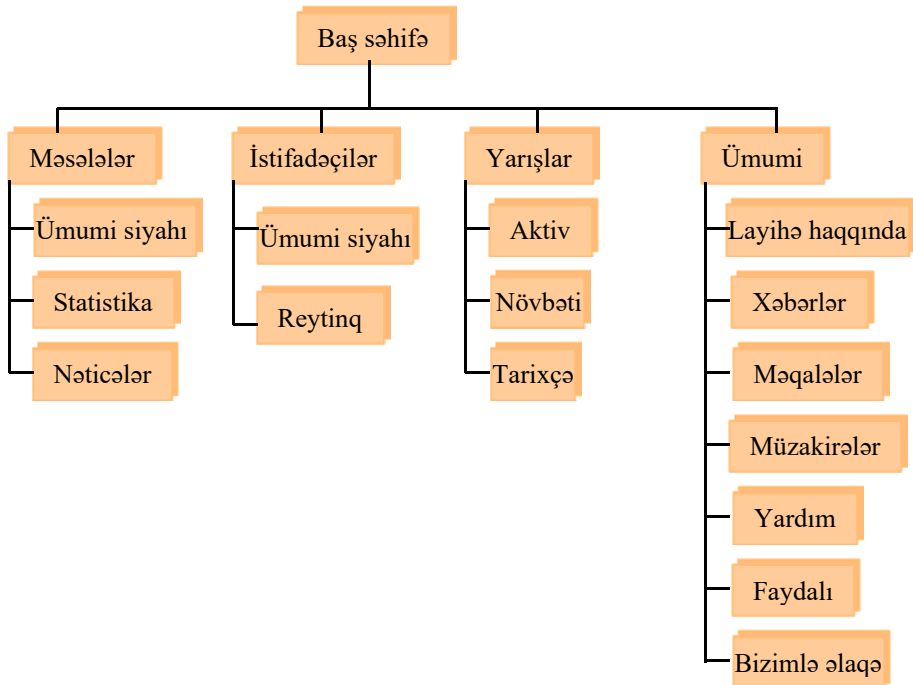 Baş səhifə
Məsələlər
Ümumi siyahı
Statistika
Nəticələr
İstifadəçilər
Ümumi siyahı
Reytinq
Yarışlar
Aktiv
Növbəti
Tarixçə
Ümumi
Layihə haqqında
Xəbərlər
Məqalələr
Müzakirələr
Yardım
Faydalı
Bizimlə əlaqə